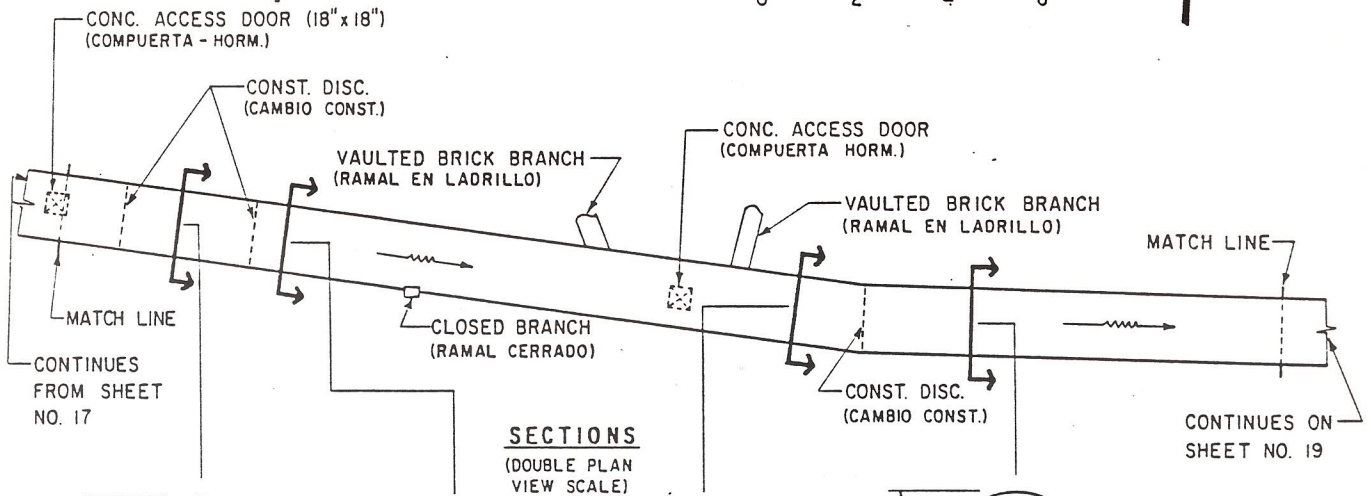 CONC. ACCESS DOOR (18"x18")
(COMPUERTA - HORM.)
CONST. DISC.
(CAMBIO CONST.)
VAULTED BRICK BRANCH
(RAMAL EN LADRILLO)
CONC. ACCESS DOOR
(COMPUERTA HORM.)
VAULTED BRICK BRANCH
(RAMAL EN LADRILLO)
MATCH LINE
MATCH LINE
CLOSED BRANCH
(RAMAL CERRADO)
CONTINUES
FROM SHEET
NO. 17
CONST. DISC.
(CAMBIO CONST.)
CONTINUES ON
SHEET NO. 19
SECTIONS
(DOUBLE PLAN
VIEW SCALE)